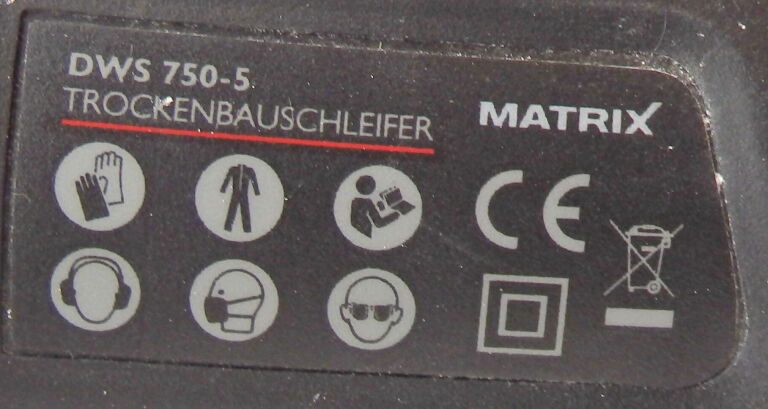 DWS 750-5
TROCKENBAUSCHLEIFER
MATRIX
CE